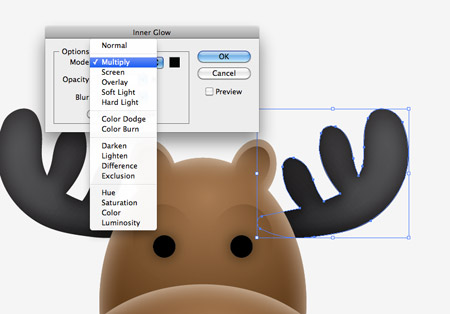 Inner Glow
Options
Normal
Mode
✓ Multiply
Screen
Overlay
Soft Light
Hard Light
Color Dodge
Color Burn
Darken
Lighten
Difference
Exclusion
Hue
Saturation
Color
Luminosity
Opacity
Blur
OK
Cancel
Preview